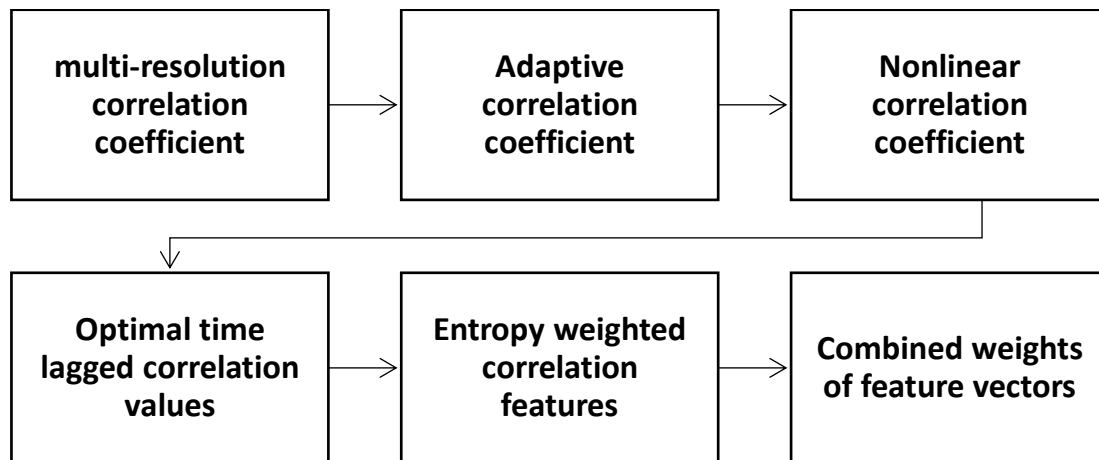 multi-resolution
correlation
coefficient
Adaptive
correlation
coefficient
Nonlinear
correlation
coefficient
Optimal time
lagged correlation
values
Entropy weighted
correlation
features
Combined weights
of feature vectors